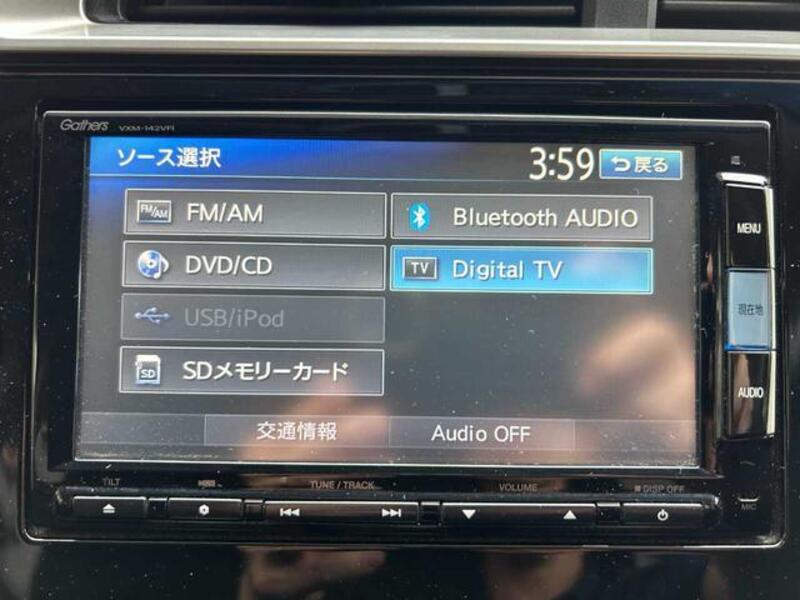 Gathers VXM-142VFi
ソース選択 3:59 戻る
FM/AM FM/AM Bluetooth AUDIO
DVD/CD TV Digital TV
USB/iPod
SD SDメモリーカード
交通情報 Audio OFF
MENU
現在地
AUDIO
TILT TUNE / TRACK VOLUME DISP OFF
MIC